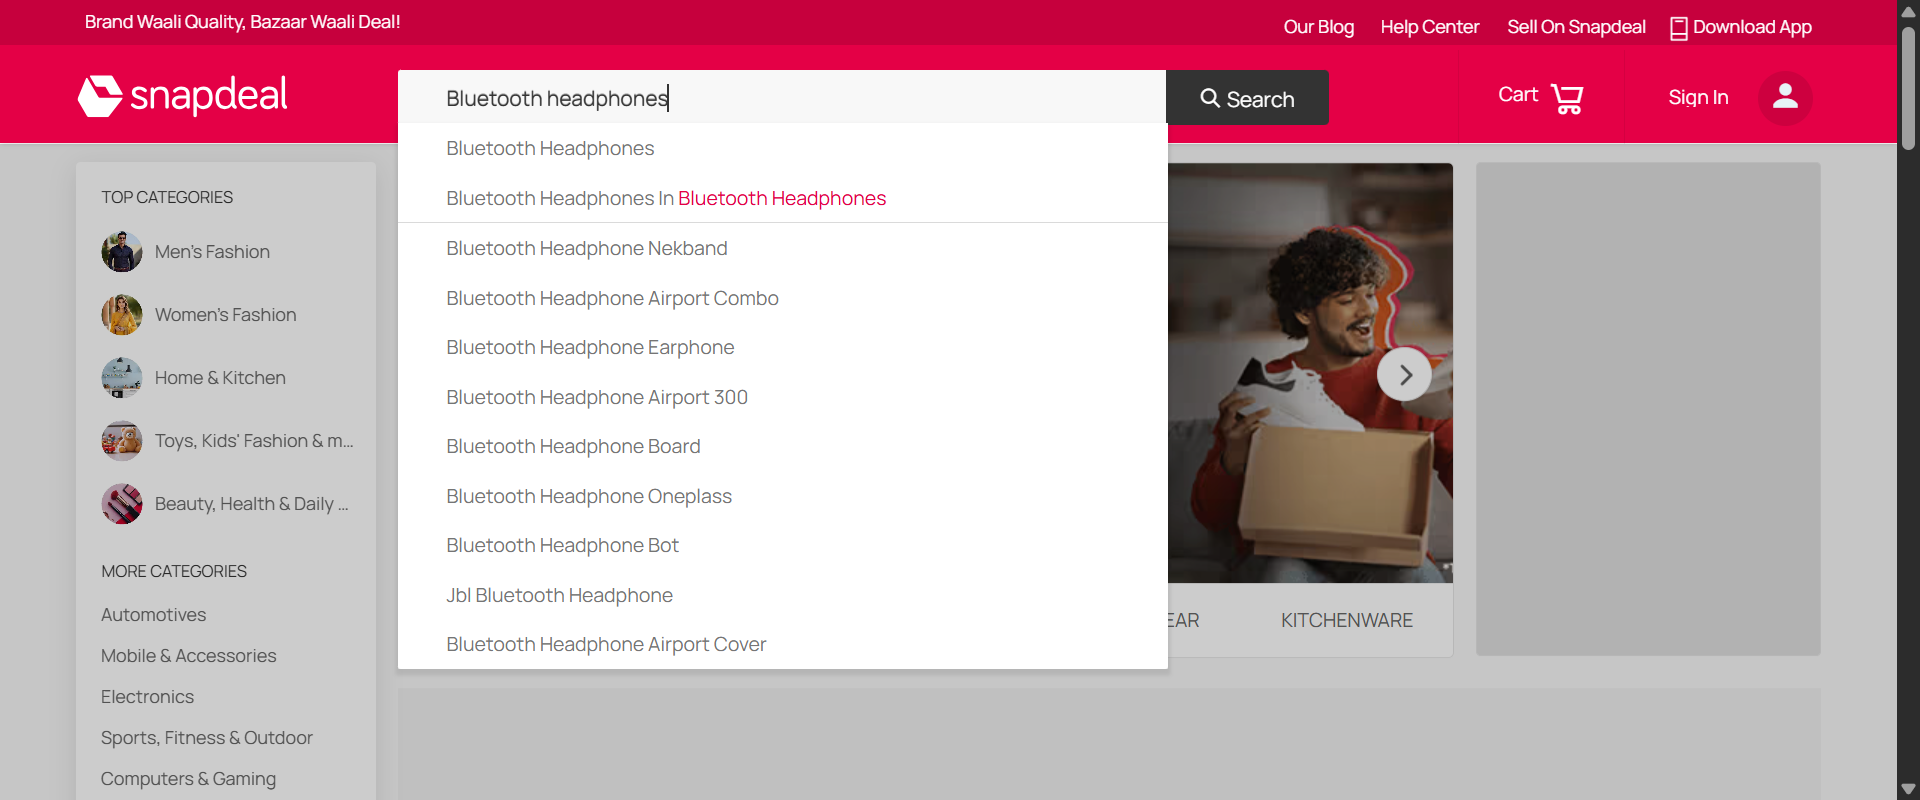 Brand Waali Quality, Bazaar Waali Deal!
Our Blog
Help Center
Sell On Snapdeal
Download App
snapdeal
Bluetooth headphones
Search
Cart
Sign In
Bluetooth Headphones
Bluetooth Headphones In Bluetooth Headphones
Bluetooth Headphone Nekband
Bluetooth Headphone Airport Combo
Bluetooth Headphone Earphone
Bluetooth Headphone Airport 300
Bluetooth Headphone Board
Bluetooth Headphone Oneplass
Bluetooth Headphone Bot
Jbl Bluetooth Headphone
Bluetooth Headphone Airport Cover
TOP CATEGORIES
Men's Fashion
Women's Fashion
Home & Kitchen
Toys, Kids' Fashion & m...
Beauty, Health & Daily ...
MORE CATEGORIES
Automotives
Mobile & Accessories
Electronics
Sports, Fitness & Outdoor
Computers & Gaming
EAR
KITCHENWARE